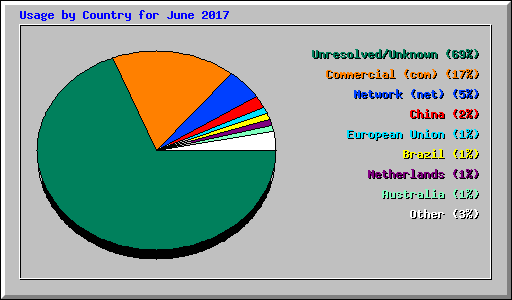 Usage by Country for June 2017
Unresolved/Unknown (69%)
Commercial (com) (17%)
Network (net) (5%)
China (2%)
European Union (1%)
Brazil (1%)
Netherlands (1%)
Australia (1%)
Other (3%)